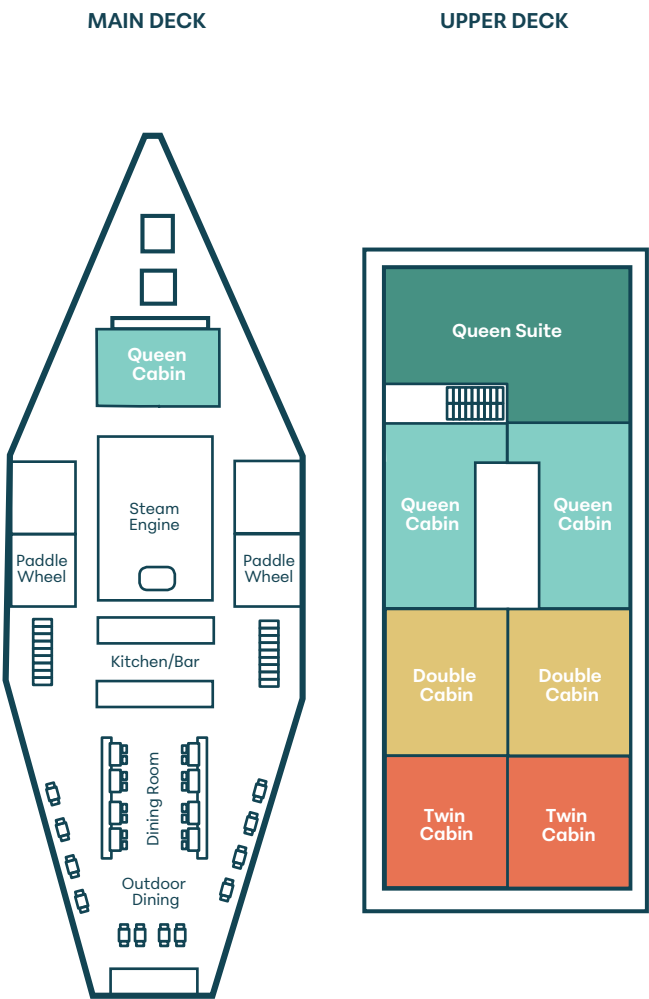 MAIN DECK
UPPER DECK
Queen
Cabin
Steam
Engine
Paddle
Wheel
Paddle
Wheel
Kitchen/Bar
Dining Room
Outdoor
Dining
Queen Suite
Queen
Cabin
Queen
Cabin
Double
Cabin
Double
Cabin
Twin
Cabin
Twin
Cabin